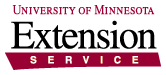 UNIVERSITY OF MINNESOTA
Extension
SERVICE